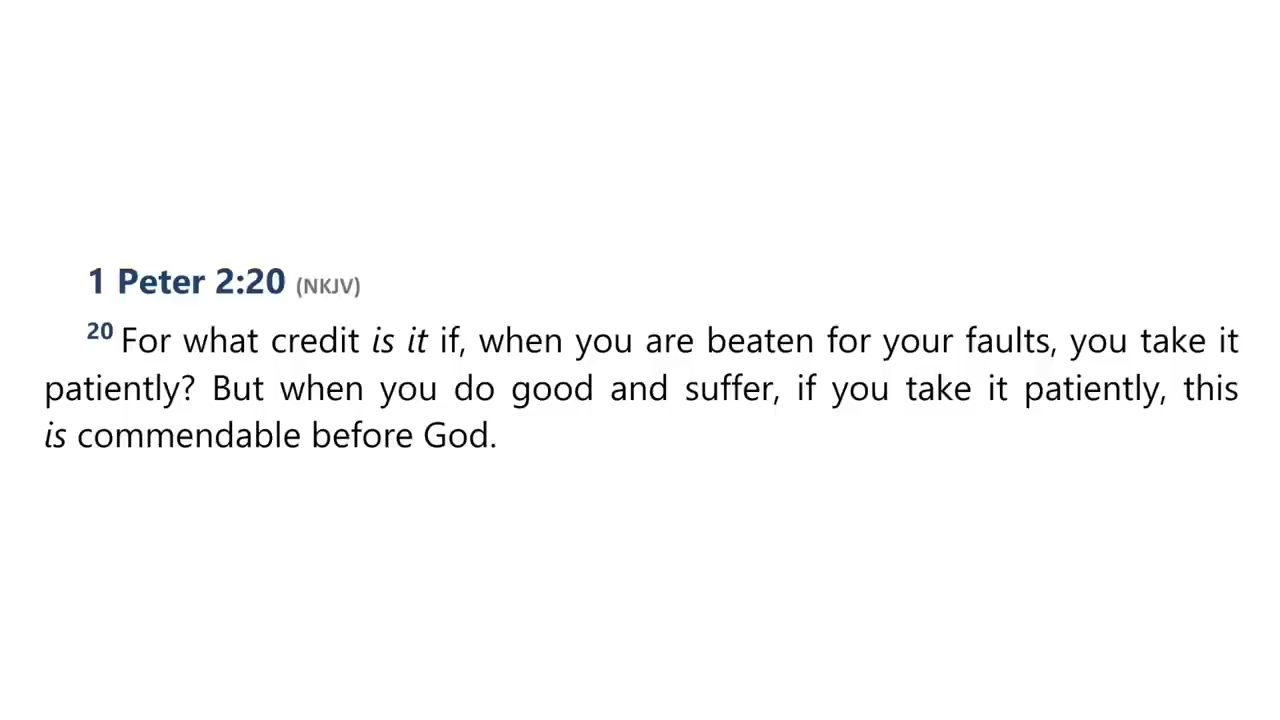 1 Peter 2:20 (NKJV)
20 For what credit is it if, when you are beaten for your faults, you take it
patiently? But when you do good and suffer, if you take it patiently, this
is commendable before God.